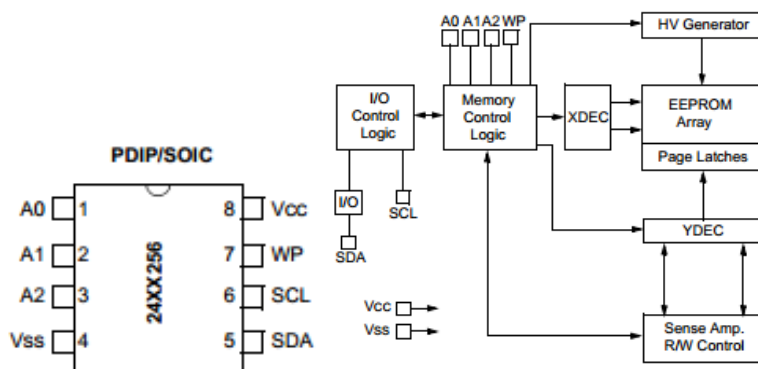 PDIP/SOIC
A0 1
A1 2
A2 3
Vss 4
24XX256
8 Vcc
7 WP
6 SCL
5 SDA
A0 A1 A2 WP
I/O
Control
Logic
I/O
SDA
SCL
Memory
Control
Logic
XDEC
HV Generator
EEPROM
Array
Page Latches
YDEC
Sense Amp.
R/W Control
Vcc
Vss